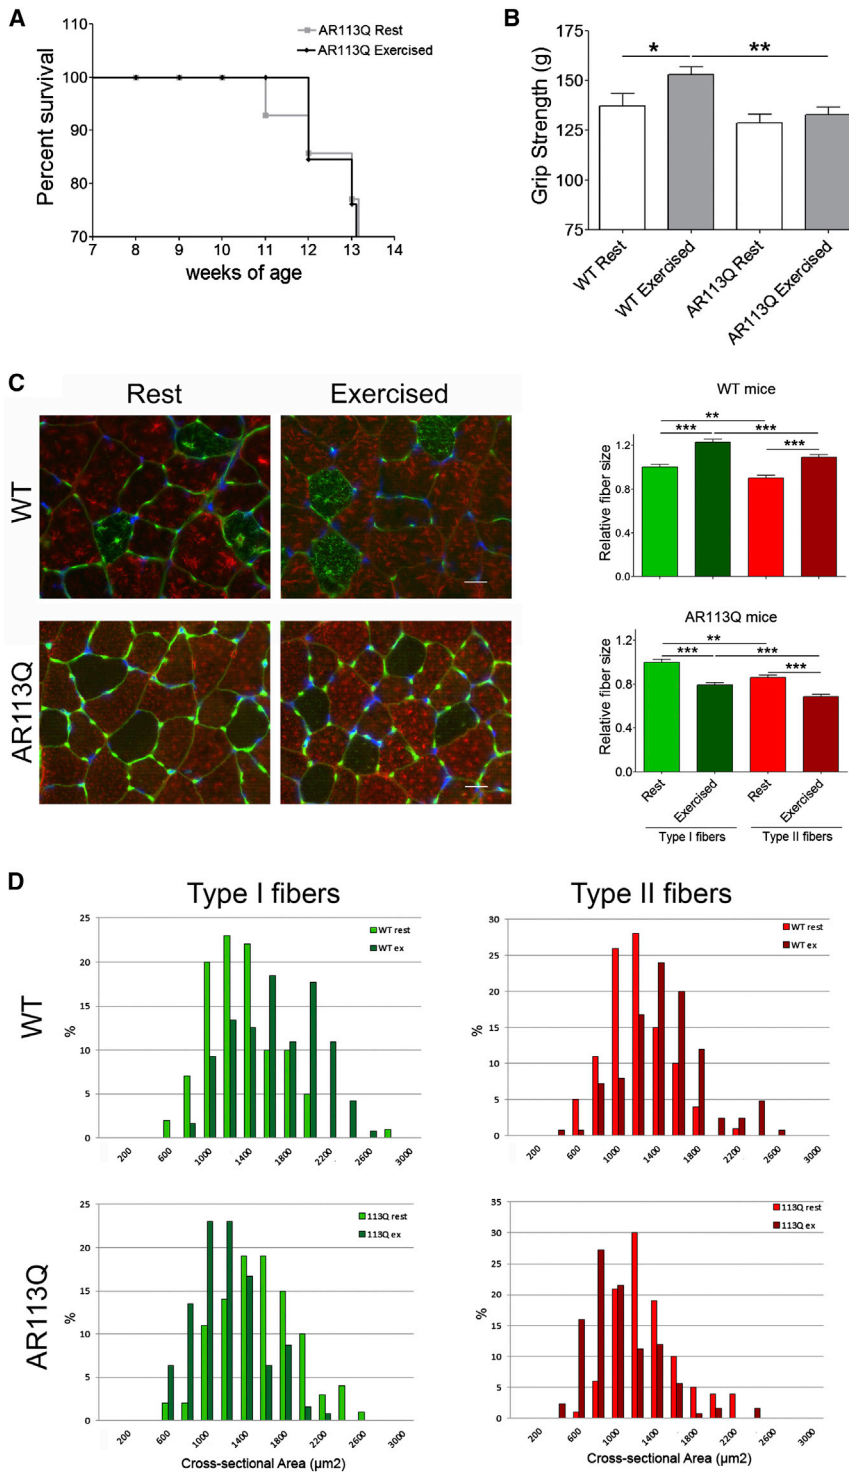 A
AR113Q Rest
AR113Q Exercised
110
100
90
80
70
Percent survival
7 8 9 10 11 12 13 14
weeks of age
B
* **
175
150
125
100
75
Grip Strength (g)
WT Rest
WT Exercised
AR113Q Rest
AR113Q Exercised
C
Rest Exercised
WT
AR113Q
WT mice
**
*** ***
***
1.2
0.8
0.4
0.0
Relative fiber size
AR113Q mice
**
*** ***
***
1.2
0.8
0.4
0.0
Relative fiber size
Rest
Exercised
Rest
Exercised
Type I fibers Type II fibers
D
Type I fibers Type II fibers
WT
25
20
15
10
5
0
%
WT rest
WT ex
200 600 1000 1400 1800 2200 2600 3000
30
25
20
15
10
5
0
%
WT rest
WT ex
200 600 1000 1400 1800 2200 2600 3000
AR113Q
25
20
15
10
5
0
%
113Q rest
113Q ex
200 600 1000 1400 1800 2200 2600 3000
Cross-sectional Area (µm2)
35
30
25
20
15
10
5
0
%
113Q rest
113Q ex
200 600 1000 1400 1800 2200 2600 3000
Cross-sectional Area (µm2)